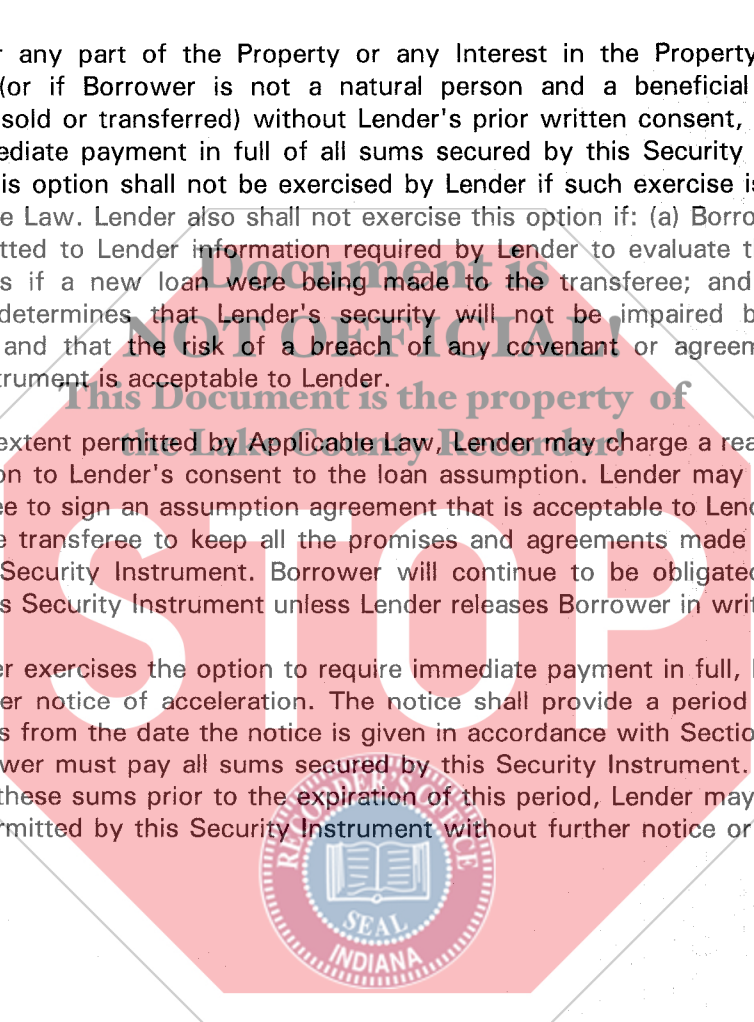 any part of the Property or any Interest in the Property
(or if Borrower is not a natural person and a beneficial
sold or transferred) without Lender's prior written consent,
ediate payment in full of all sums secured by this Security
is option shall not be exercised by Lender if such exercise is
e Law. Lender also shall not exercise this option if: (a) Borro
tted to Lender information required by Lender to evaluate t
s if a new loan were being made to the transferee; and
Document is
determines that Lender's security will not be impaired b
NOT OFFICIAL!
and that the risk of a breach of any covenant or agreem
trument is acceptable to Lender.
This Document is the property of
the Lake County Recorder!
extent permitted by Applicable Law, Lender may charge a rea
on to Lender's consent to the loan assumption. Lender may
ee to sign an assumption agreement that is acceptable to Lend
e transferee to keep all the promises and agreements made
STOP
Security Instrument. Borrower will continue to be obligated
s Security Instrument unless Lender releases Borrower in writ
er exercises the option to require immediate payment in full,
er notice of acceleration. The notice shall provide a period
s from the date the notice is given in accordance with Sectio
wer must pay all sums secured by this Security Instrument.
these sums prior to the expiration of this period, Lender may
rmitted by this Security Instrument without further notice or
RECORDER'S OFFICE
SEAL
INDIANA